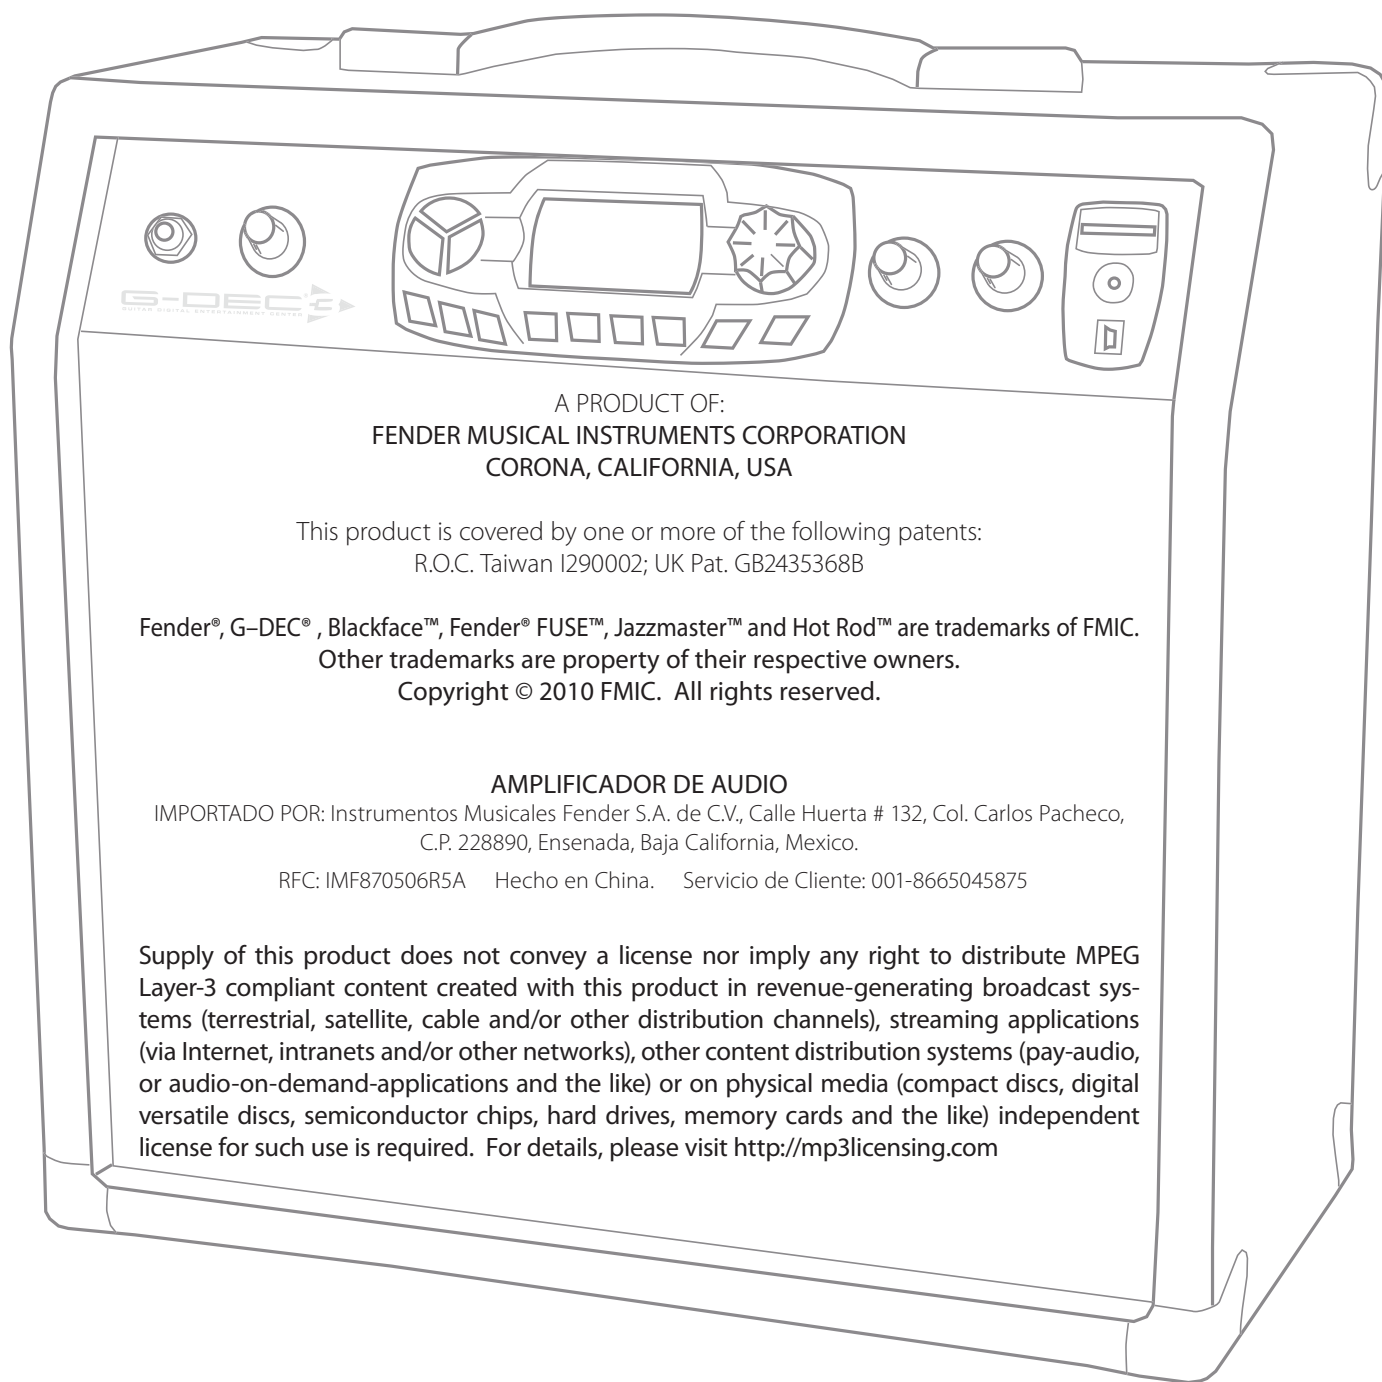 G-DEC
GUITAR DIGITAL ENTERTAINMENT CENTER
A PRODUCT OF:
FENDER MUSICAL INSTRUMENTS CORPORATION
CORONA, CALIFORNIA, USA
This product is covered by one or more of the following patents:
R.O.C. Taiwan I290002; UK Pat. GB2435368B
Fender®, G–DEC® , Blackface™, Fender® FUSE™, Jazzmaster™ and Hot Rod™ are trademarks of FMIC.
Other trademarks are property of their respective owners.
Copyright © 2010 FMIC.  All rights reserved.
AMPLIFICADOR DE AUDIO
IMPORTADO POR: Instrumentos Musicales Fender S.A. de C.V., Calle Huerta # 132, Col. Carlos Pacheco,
C.P. 228890, Ensenada, Baja California, Mexico.
RFC: IMF870506R5A     Hecho en China.     Servicio de Cliente: 001-8665045875
Supply of this product does not convey a license nor imply any right to distribute MPEG
Layer-3 compliant content created with this product in revenue-generating broadcast sys-
tems (terrestrial, satellite, cable and/or other distribution channels), streaming applications
(via Internet, intranets and/or other networks), other content distribution systems (pay-audio,
or audio-on-demand-applications and the like) or on physical media (compact discs, digital
versatile discs, semiconductor chips, hard drives, memory cards and the like) independent
license for such use is required.  For details, please visit http://mp3licensing.com